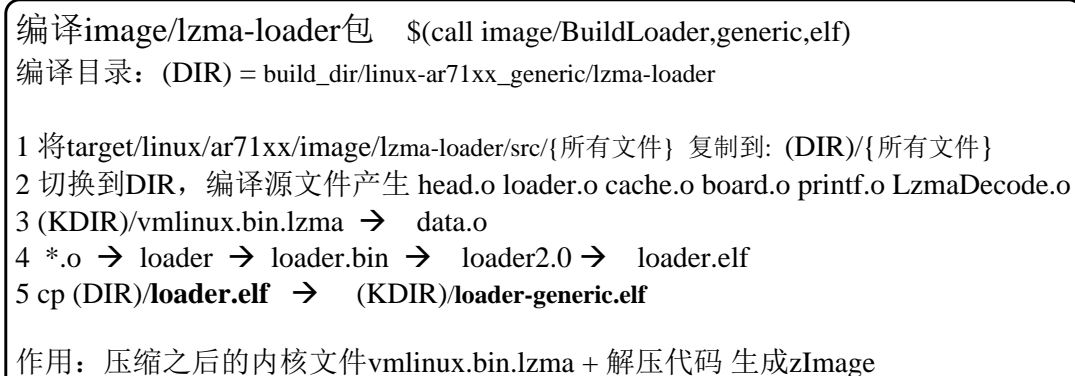 编译image/lzma-loader包 $(call image/BuildLoader,generic,elf)
编译目录：(DIR) = build_dir/linux-ar71xx_generic/lzma-loader
1 将target/linux/ar71xx/image/lzma-loader/src/{所有文件} 复制到: (DIR)/{所有文件}
2 切换到DIR，编译源文件产生 head.o loader.o cache.o board.o printf.o LzmaDecode.o
3 (KDIR)/vmlinux.bin.lzma → data.o
4 *.o → loader → loader.bin → loader2.0 → loader.elf
5 cp (DIR)/loader.elf → (KDIR)/loader-generic.elf
作用：压缩之后的内核文件vmlinux.bin.lzma + 解压代码 生成zImage